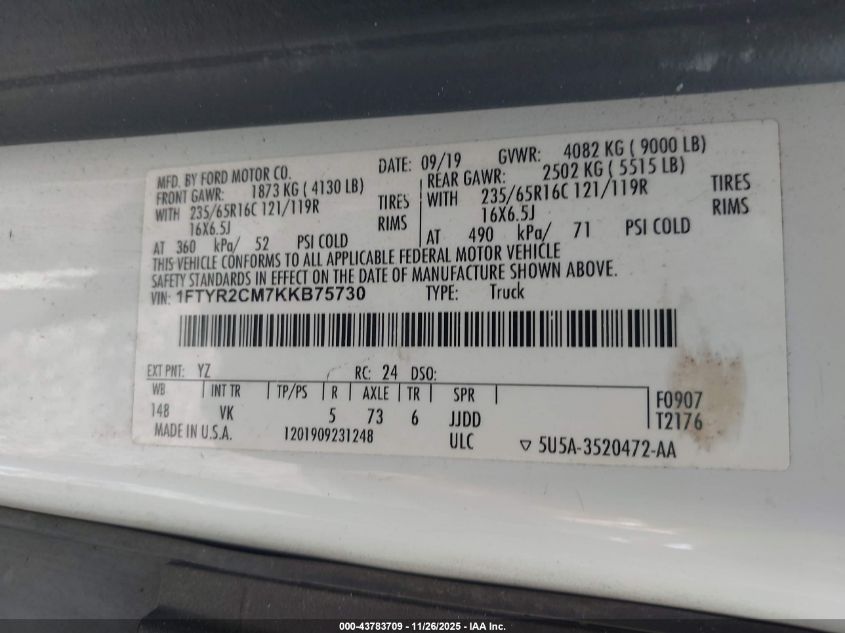 MFD. BY FORD MOTOR CO. DATE: 09/19 GVWR: 4082 KG ( 9000 LB)
FRONT GAWR: 1873 KG ( 4130 LB) REAR GAWR: 2502 KG ( 5515 LB)
WITH 235/65R16C 121/119R TIRES WITH 235/65R16C 121/119R TIRES
16X6.5J RIMS 16X6.5J RIMS
AT 360 kPa/ 52 PSI COLD AT 490 kPa/ 71 PSI COLD
THIS VEHICLE CONFORMS TO ALL APPLICABLE FEDERAL MOTOR VEHICLE
SAFETY STANDARDS IN EFFECT ON THE DATE OF MANUFACTURE SHOWN ABOVE.
VIN: 1FTYR2CM7KKB75730 TYPE: Truck
EXT PNT: YZ RC: 24 DSO:
WB INT TR TP/PS R AXLE TR SPR
148 VK 5 73 6 JJDD
F0907
T2176
MADE IN U.S.A. 1201909231248 ULC
5U5A-3520472-AA
000-43783709 - 11/26/2025 - IAA Inc.